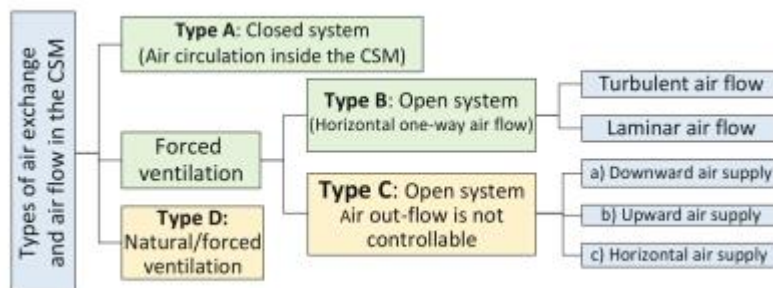 Types of air exchange
and air flow in the CSM
Type A: Closed system
(Air circulation inside the CSM)
Forced
ventilation
Type D:
Natural/forced
ventilation
Type B: Open system
(Horizontal one-way air flow)
Type C: Open system
Air out-flow is not
controllable
Turbulent air flow
Laminar air flow
a) Downward air supply
b) Upward air supply
c) Horizontal air supply